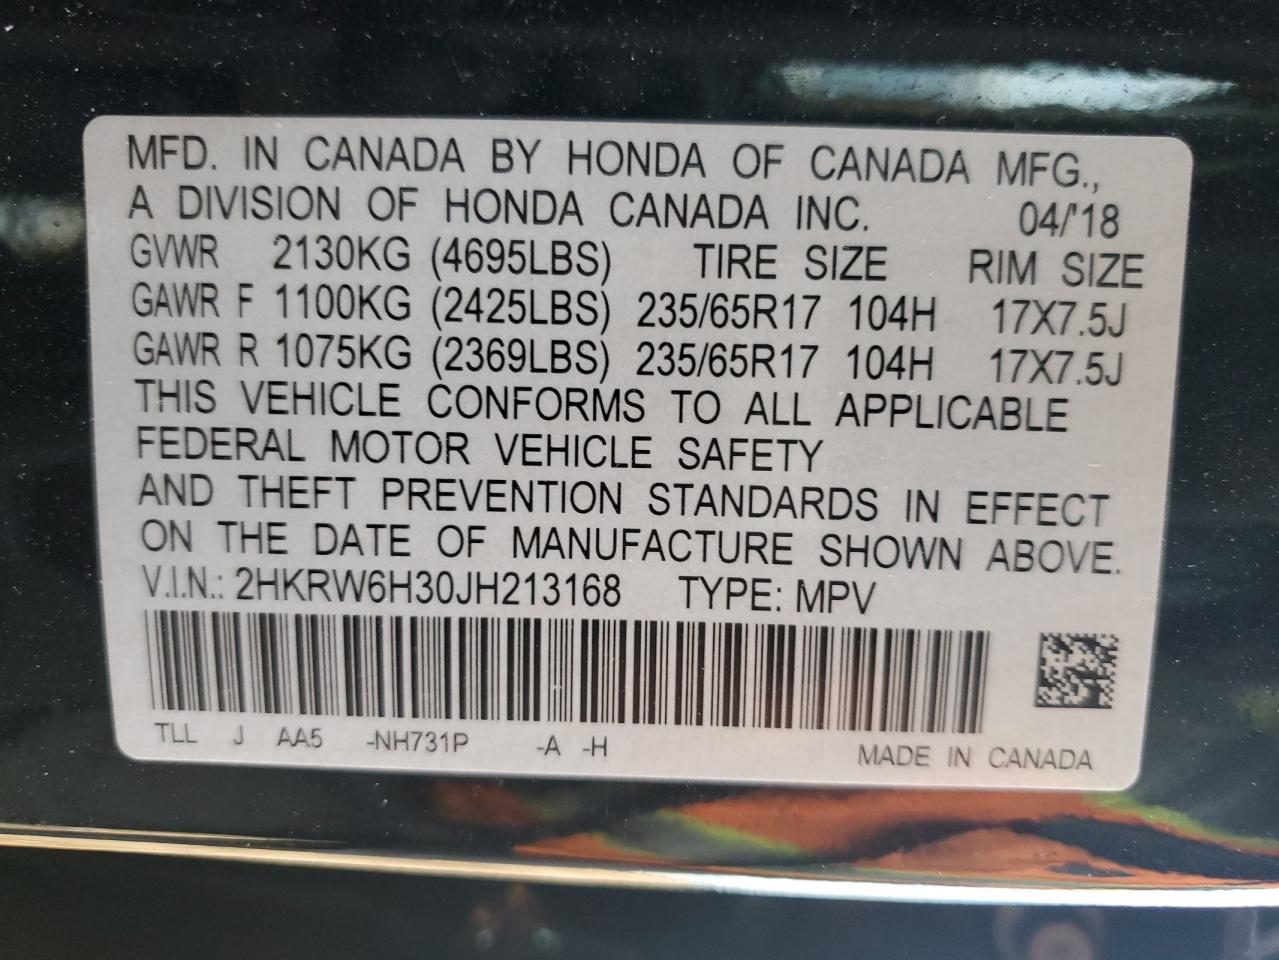 MFD. IN CANADA BY HONDA OF CANADA MFG.,
A DIVISION OF HONDA CANADA INC. 04/'18
GVWR 2130KG (4695LBS) TIRE SIZE RIM SIZE
GAWR F 1100KG (2425LBS) 235/65R17 104H 17X7.5J
GAWR R 1075KG (2369LBS) 235/65R17 104H 17X7.5J
THIS VEHICLE CONFORMS TO ALL APPLICABLE
FEDERAL MOTOR VEHICLE SAFETY
AND THEFT PREVENTION STANDARDS IN EFFECT
ON THE DATE OF MANUFACTURE SHOWN ABOVE.
V.I.N.: 2HKRW6H30JH213168 TYPE: MPV
TLL J AA5 -NH731P -A -H MADE IN CANADA